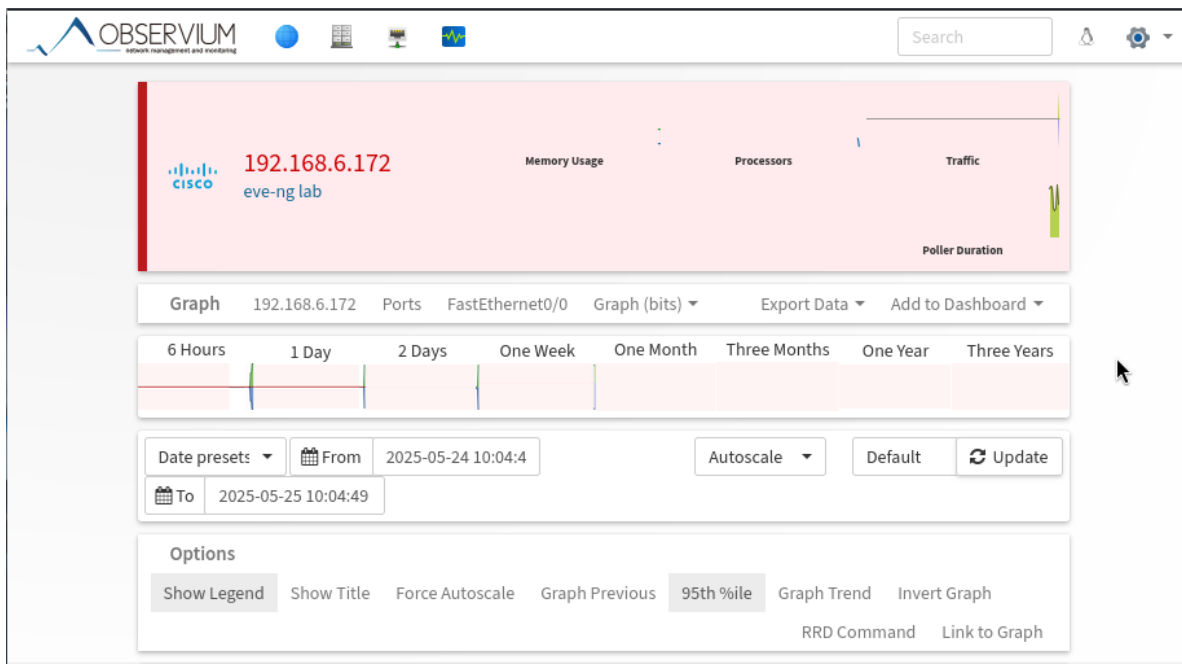 OBSERVIUM
network management and monitoring
Search
192.168.6.172
eve-ng lab
CISCO
Memory Usage
Processors
Traffic
Poller Duration
Graph 192.168.6.172 Ports FastEthernet0/0 Graph (bits) Export Data Add to Dashboard
6 Hours 1 Day 2 Days One Week One Month Three Months One Year Three Years
Date presets From 2025-05-24 10:04:4 Autoscale Default Update
To 2025-05-25 10:04:49
Options
Show Legend Show Title Force Autoscale Graph Previous 95th %ile Graph Trend Invert Graph
RRD Command Link to Graph